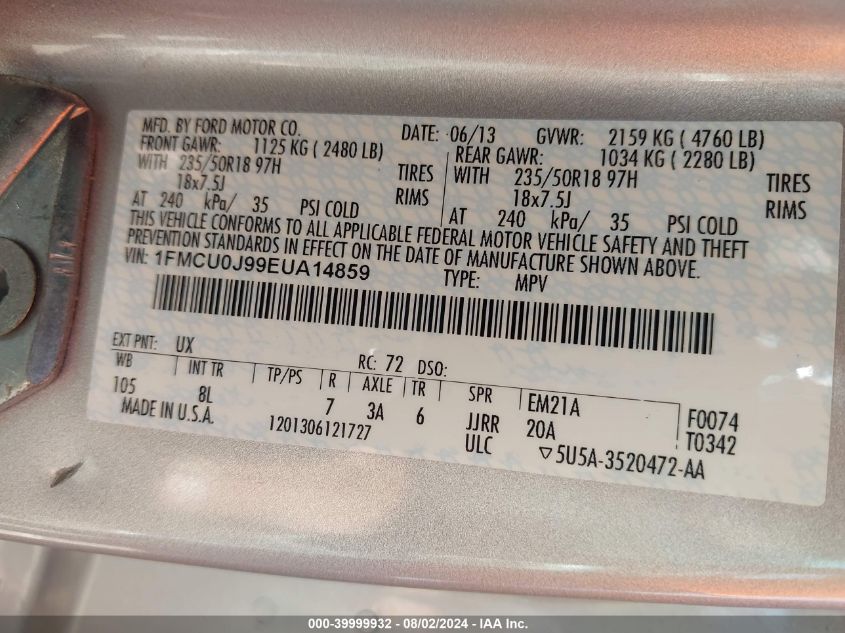 MFD. BY FORD MOTOR CO.
DATE: 06/13 GVWR: 2159 KG ( 4760 LB)
FRONT GAWR: 1125 KG ( 2480 LB) REAR GAWR: 1034 KG ( 2280 LB)
WITH 235/50R18 97H TIRES WITH 235/50R18 97H TIRES
18x7.5J RIMS 18x7.5J RIMS
AT 240 kPa/ 35 PSI COLD AT 240 kPa/ 35 PSI COLD
THIS VEHICLE CONFORMS TO ALL APPLICABLE FEDERAL MOTOR VEHICLE SAFETY AND THEFT
PREVENTION STANDARDS IN EFFECT ON THE DATE OF MANUFACTURE SHOWN ABOVE.
VIN: 1FMCU0J99EUA14859 TYPE: MPV
EXT PNT: UX RC: 72 DSO:
WB INT TR TP/PS R AXLE TR SPR EM21A F0074
105 8L 7 3A 6 JJRR 20A T0342
MADE IN U.S.A. 1201306121727 ULC ▽5U5A-3520472-AA
000-39999932 - 08/02/2024 - IAA Inc.